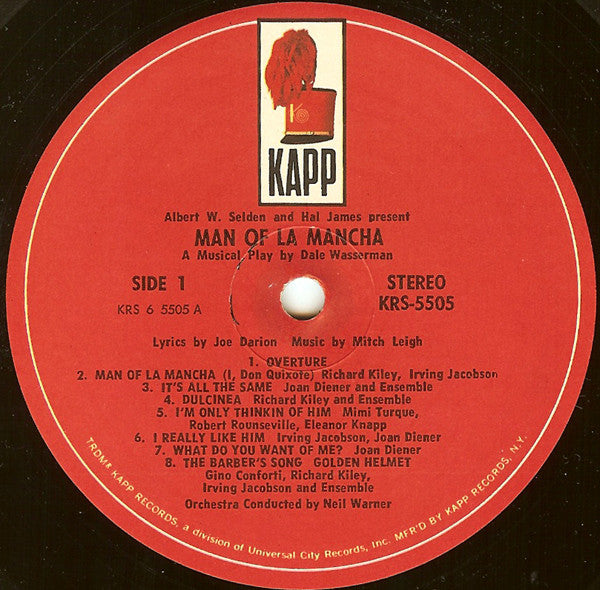 KAPP
Albert W. Selden and Hal James present
MAN OF LA MANCHA
A Musical Play by Dale Wasserman
SIDE 1
STEREO
KRS 6 5505 A
KRS-5505
Lyrics by Joe Darion Music by Mitch Leigh
1. OVERTURE
2. MAN OF LA MANCHA (I, Don Quixote) Richard Kiley, Irving Jacobson
3. IT'S ALL THE SAME Joan Diener and Ensemble
4. DULCINEA Richard Kiley and Ensemble
5. I'M ONLY THINKIN OF HIM Mimi Turque,
Robert Rounseville, Eleanor Knapp
6. I REALLY LIKE HIM Irving Jacobson, Joan Diener
7. WHAT DO YOU WANT OF ME? Joan Diener
8. THE BARBER'S SONG GOLDEN HELMET
Gino Conforti, Richard Kiley,
Irving Jacobson and Ensemble
Orchestra Conducted by Neil Warner
TRDMK KAPP RECORDS, a division of Universal City Records, Inc. MFR'D BY KAPP RECORDS, N.Y.